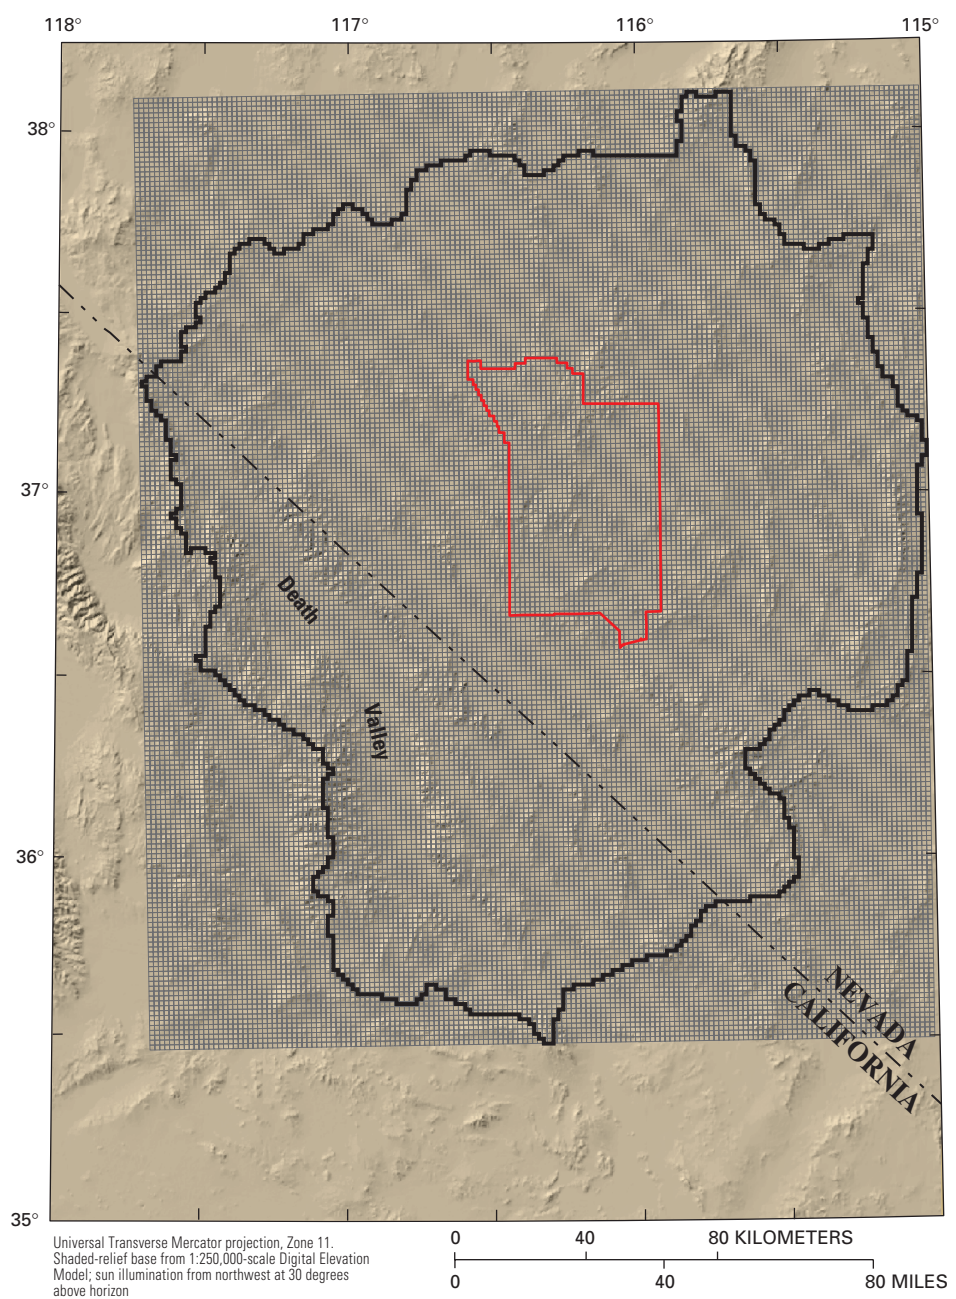 118° 117° 116° 115°
38°
37°
Death
Valley
36°
NEVADA
CALIFORNIA
35°
Universal Transverse Mercator projection, Zone 11.
Shaded-relief base from 1:250,000-scale Digital Elevation
Model; sun illumination from northwest at 30 degrees
above horizon
0 40 80 KILOMETERS
0 40 80 MILES